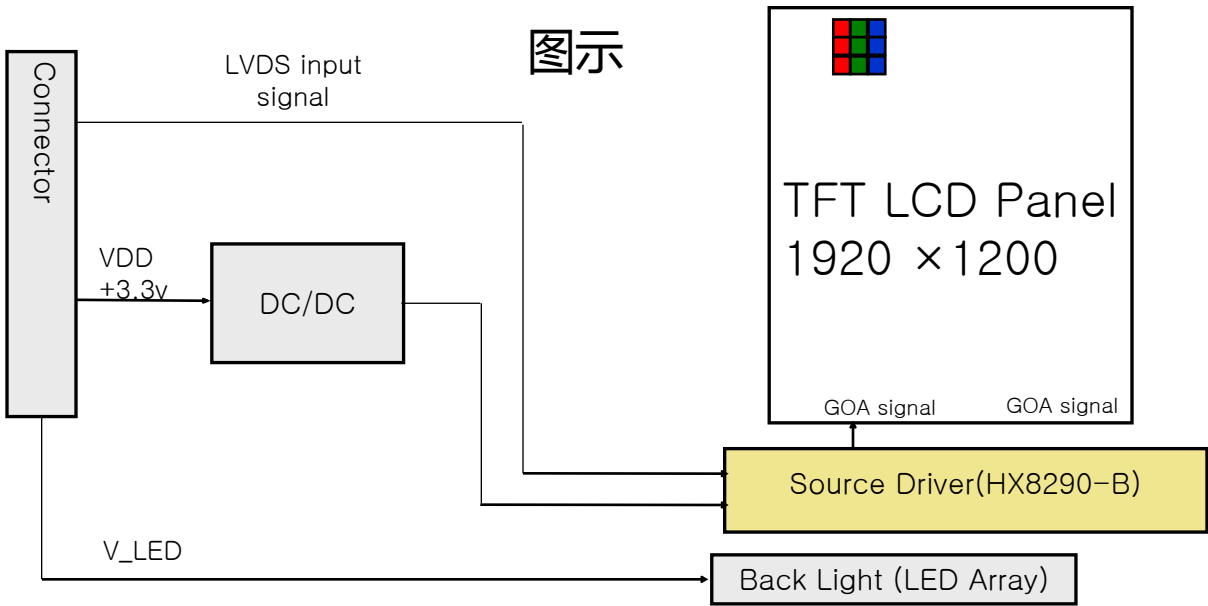 图示
Connector
LVDS input
signal
VDD
+3.3v
DC/DC
TFT LCD Panel
1920 ×1200
GOA signal
GOA signal
Source Driver(HX8290-B)
V_LED
Back Light (LED Array)